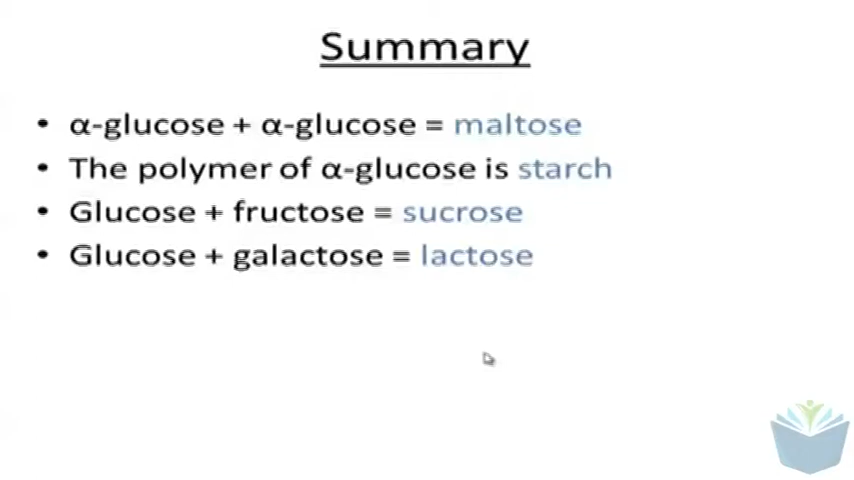 Summary
• α-glucose + α-glucose = maltose
• The polymer of α-glucose is starch
• Glucose + fructose = sucrose
• Glucose + galactose = lactose